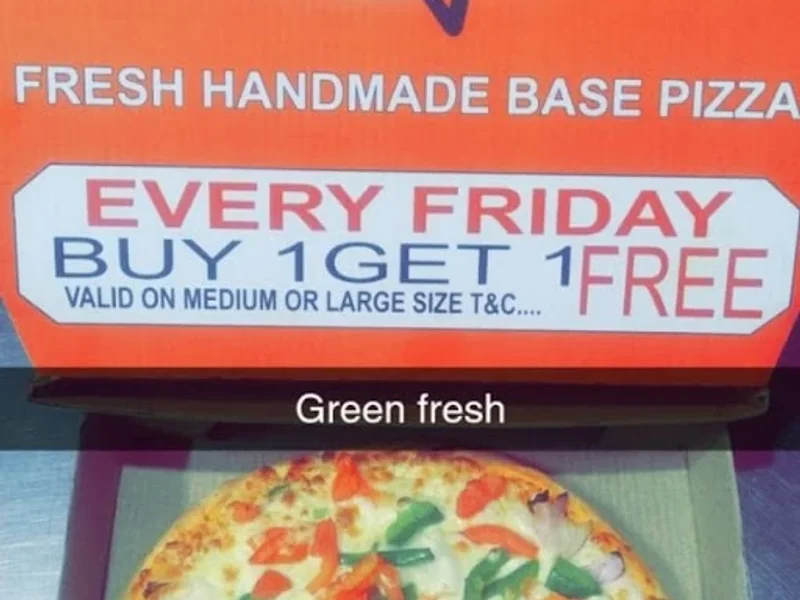 FRESH HANDMADE BASE PIZZA
EVERY FRIDAY
BUY 1GET 1FREE
VALID ON MEDIUM OR LARGE SIZE T&C....
Green fresh